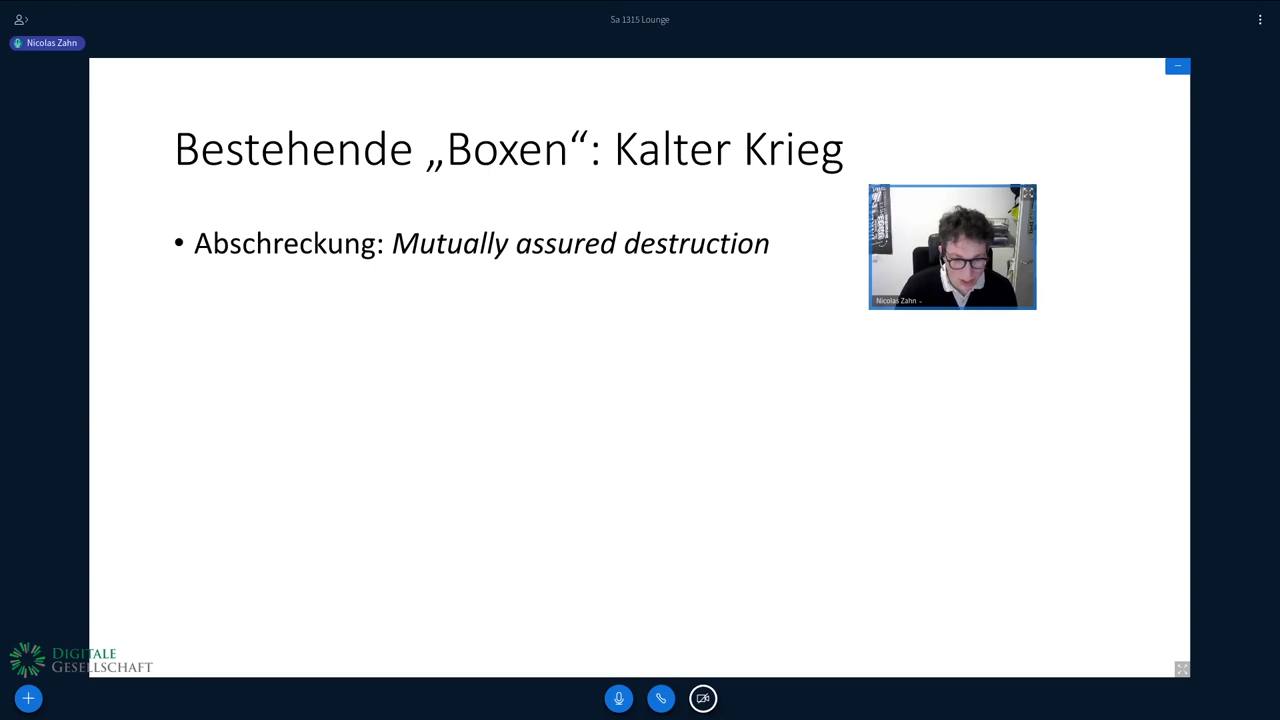 Sa 1315 Lounge
Nicolas Zahn
Bestehende „Boxen“: Kalter Krieg
• Abschreckung: Mutually assured destruction
Nicolas Zahn
DIGITALE
GESELLSCHAFT